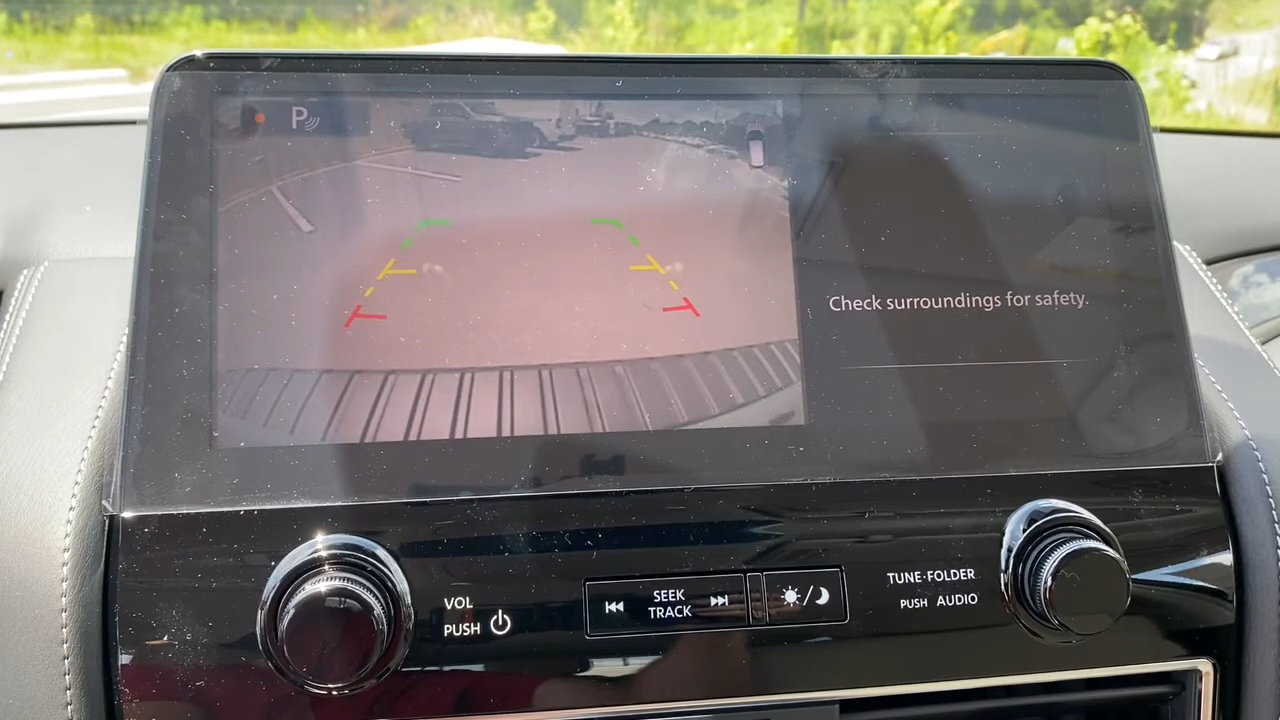 P
Check surroundings for safety.
VOL
PUSH
SEEK
TRACK
TUNE·FOLDER
PUSH AUDIO